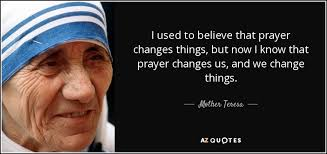 I used to believe that prayer
changes things, but now I know that
prayer changes us, and we change
things.
Mother Teresa
AZ QUOTES